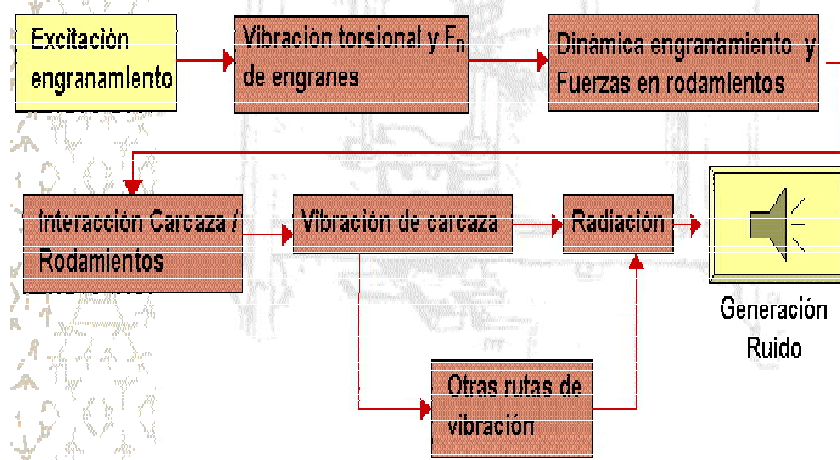 Excitación
engranamiento
Vibración torsional y Fn
de engranes
Dinámica engranamiento y
Fuerzas en rodamientos
Interacción Carcaza /
Rodamientos
Vibración de carcaza
Radiación
Generación
Ruido
Otras rutas de
vibración